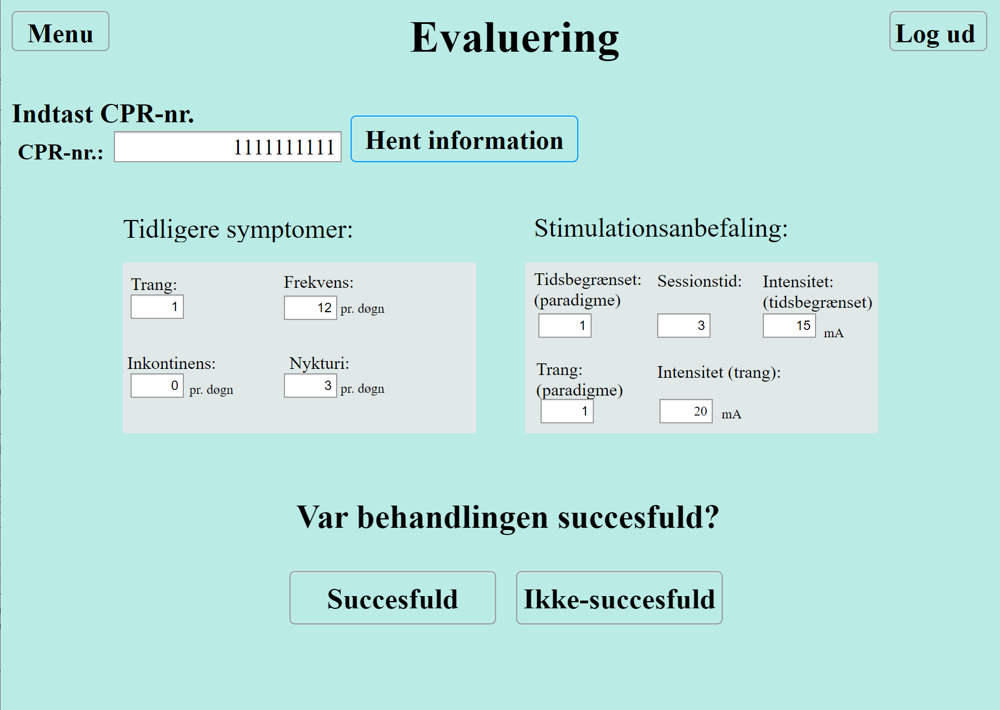 Menu
Evaluering
Log ud
Indtast CPR-nr.
CPR-nr.: 1111111111
Hent information
Tidligere symptomer:
Trang:
1
Frekvens:
12 pr. døgn
Inkontinens:
0 pr. døgn
Nykturi:
3 pr. døgn
Stimulationsanbefaling:
Tidsbegrænset:
(paradigme)
1
Sessionstid:
3
Intensitet:
(tidsbegrænset)
15 mA
Trang:
(paradigme)
1
Intensitet (trang):
20 mA
Var behandlingen succesfuld?
Succesfuld
Ikke-succesfuld